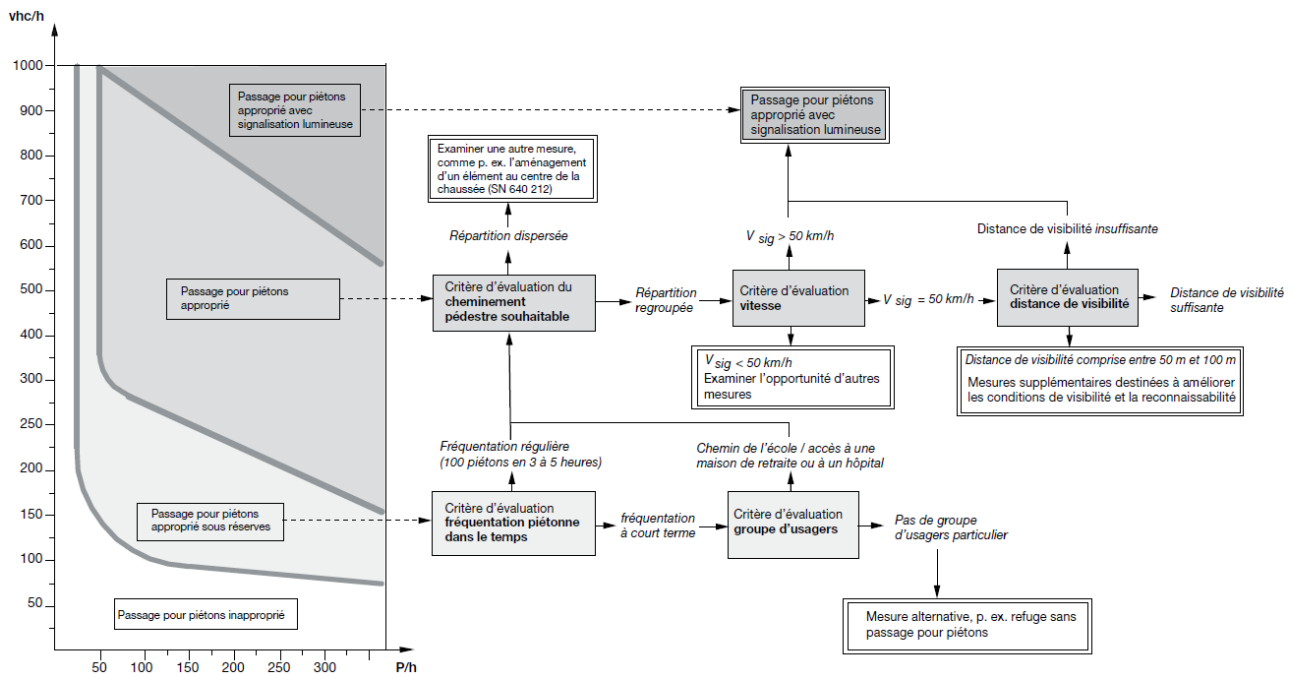 vhc/h
1000
900
800
700
600
500
400
300
250
200
150
100
50
50
100
150
200
250
300
P/h
Passage pour piétons
approprié avec
signalisation lumineuse
Passage pour piétons
approprié
Passage pour piétons
approprié sous réserves
Passage pour piétons inapproprié
Passage pour piétons
approprié avec
signalisation lumineuse
Examiner une autre mesure,
comme p. ex. l'aménagement
d'un élément au centre de la
chaussée (SN 640 212)
Répartition dispersée
V sig > 50 km/h
Distance de visibilité insuffisante
Critère d'évaluation du
cheminement
pédestre souhaitable
Répartition
regroupée
Critère d'évaluation
vitesse
V sig = 50 km/h
Critère d'évaluation
distance de visibilité
Distance de visibilité
suffisante
V sig < 50 km/h
Examiner l'opportunité d'autres
mesures
Distance de visibilité comprise entre 50 m et 100 m
Mesures supplémentaires destinées à améliorer
les conditions de visibilité et la reconnaissabilité
Fréquentation régulière
(100 piétons en 3 à 5 heures)
Chemin de l'école / accès à une
maison de retraite ou à un hôpital
Critère d'évaluation
fréquentation piétonne
dans le temps
fréquentation
à court terme
Critère d'évaluation
groupe d'usagers
Pas de groupe
d'usagers particulier
Mesure alternative, p. ex. refuge sans
passage pour piétons